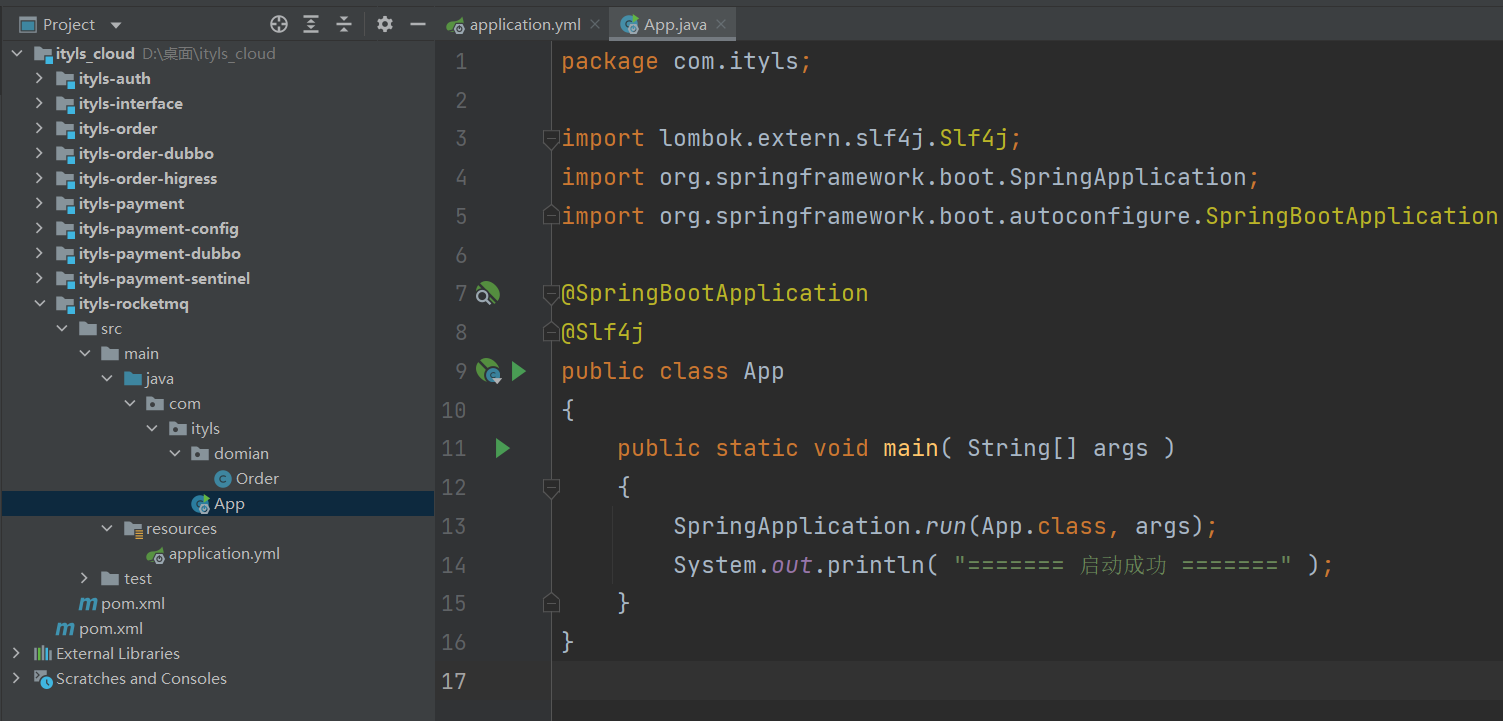 Project
ityls_cloud D:\桌面\ityls_cloud
ityls-auth
ityls-interface
ityls-order
ityls-order-dubbo
ityls-order-higress
ityls-payment
ityls-payment-config
ityls-payment-dubbo
ityls-payment-sentinel
ityls-rocketmq
src
main
java
com
ityls
domian
Order
App
resources
application.yml
test
pom.xml
pom.xml
External Libraries
Scratches and Consoles
application.yml
App.java
1 package com.ityls;
2
3 import lombok.extern.slf4j.Slf4j;
4 import org.springframework.boot.SpringApplication;
5 import org.springframework.boot.autoconfigure.SpringBootApplication
6
7 @SpringBootApplication
8 @Slf4j
9 public class App
10 {
11 public static void main( String[] args )
12 {
13 SpringApplication.run(App.class, args);
14 System.out.println( "======= 启动成功 =======" );
15 }
16 }
17